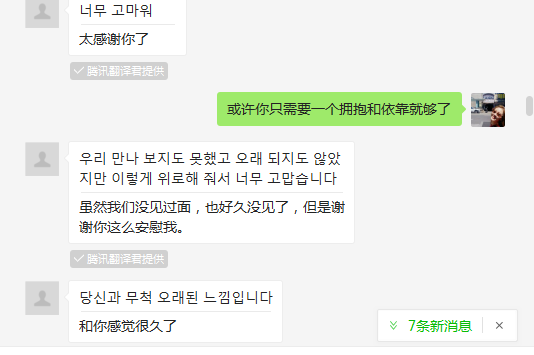 너무 고마워
太感谢你了
腾讯翻译君提供
或许你只需要一个拥抱和依靠就够了
우리 만나 보지도 못했고 오래 되지도 않았
지만 이렇게 위로해 줘서 너무 고맙습니다
虽然我们没见过面，也好久没见了，但是谢
谢你这么安慰我。
腾讯翻译君提供
당신과 무척 오래된 느낌입니다
和你感觉很久了
7条新消息